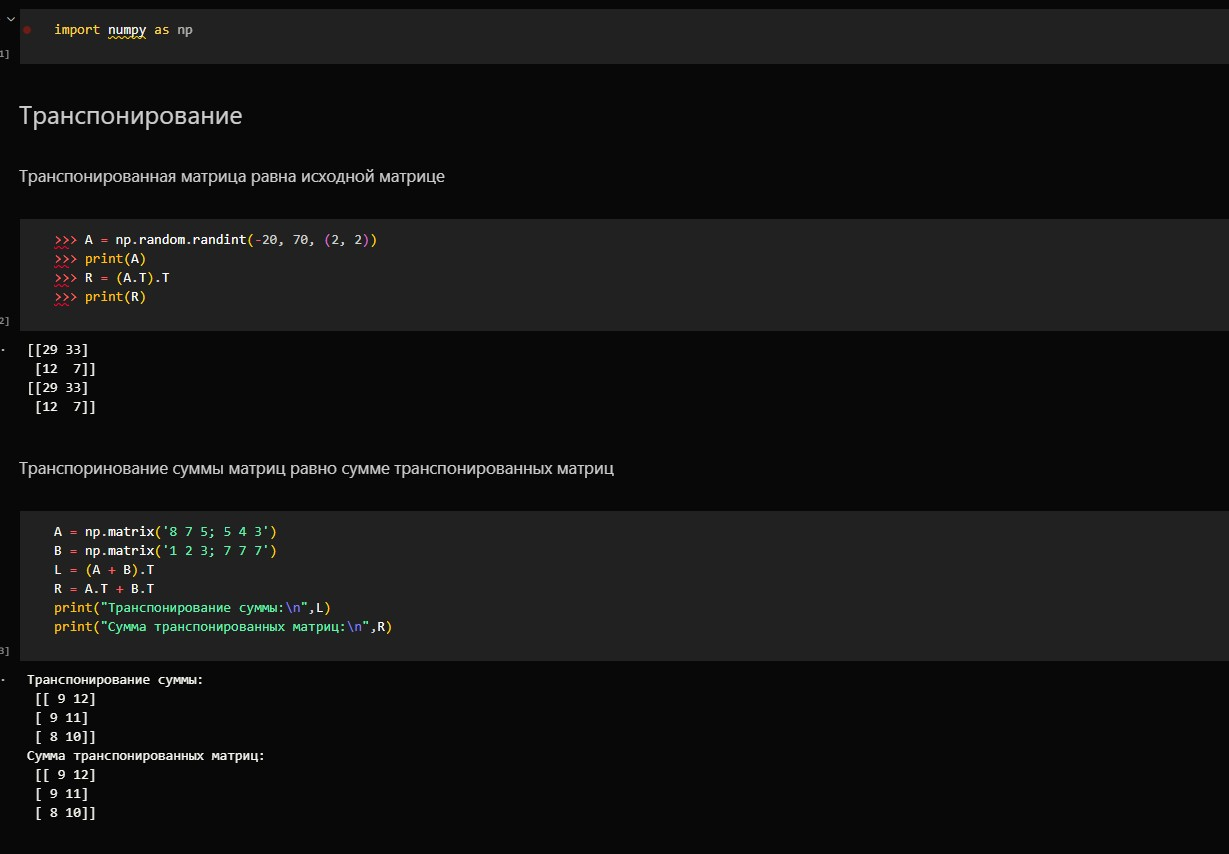 import numpy as np
1]
Транспонирование
Транспонированная матрица равна исходной матрице
>>> A = np.random.randint(-20, 70, (2, 2))
>>> print(A)
>>> R = (A.T).T
>>> print(R)
2]
[[29 33]
[12  7]]
[[29 33]
[12  7]]
Транспоринование суммы матриц равно сумме транспонированных матриц
A = np.matrix('8 7 5; 5 4 3')
B = np.matrix('1 2 3; 7 7 7')
L = (A + B).T
R = A.T + B.T
print("Транспонирование суммы:\n",L)
print("Сумма транспонированных матриц:\n",R)
3]
Транспонирование суммы:
[[ 9 12]
[ 9 11]
[ 8 10]]
Сумма транспонированных матриц:
[[ 9 12]
[ 9 11]
[ 8 10]]